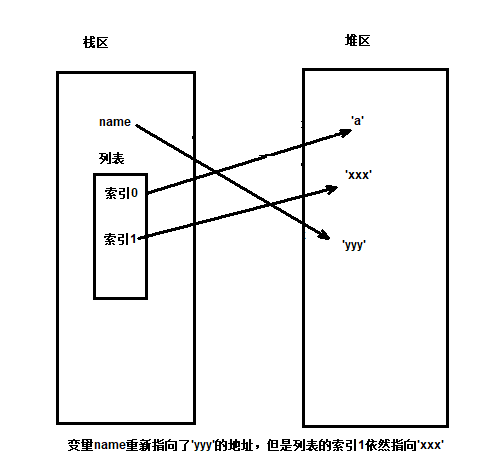 栈区 堆区
name 'a'
列表
'xxx'
索引0
索引1 'yyy'
变量name重新指向了'yyy'的地址，但是列表的索引1依然指向'xxx'